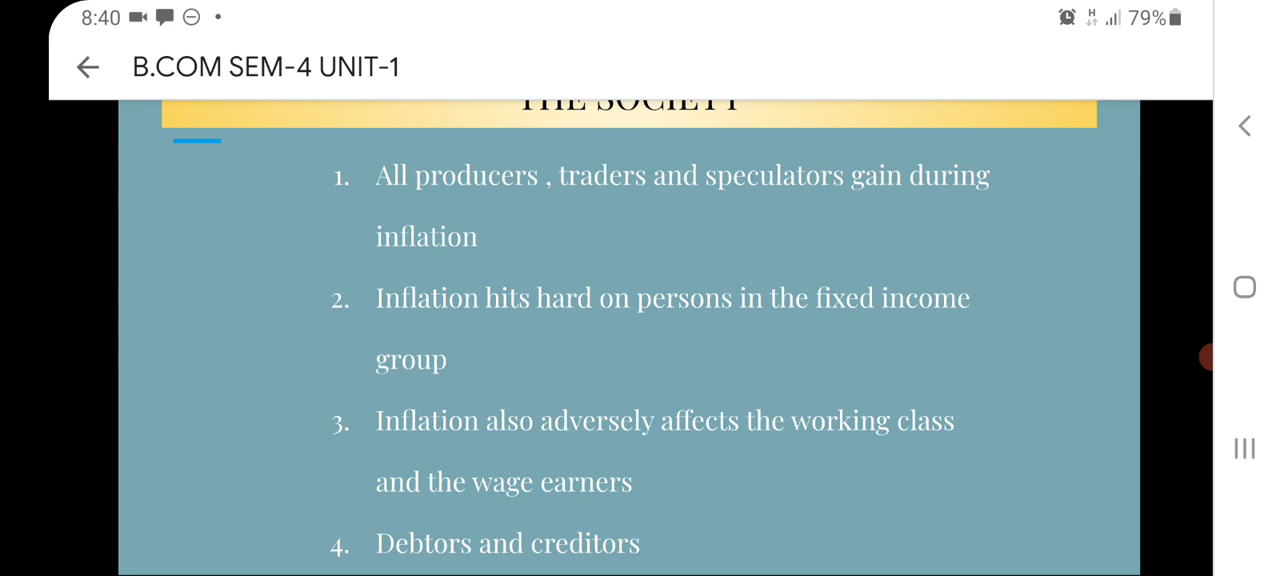 8:40
79%
B.COM SEM-4 UNIT-1
THE SOCIETY
1. All producers , traders and speculators gain during
inflation
2. Inflation hits hard on persons in the fixed income
group
3. Inflation also adversely affects the working class
and the wage earners
4. Debtors and creditors